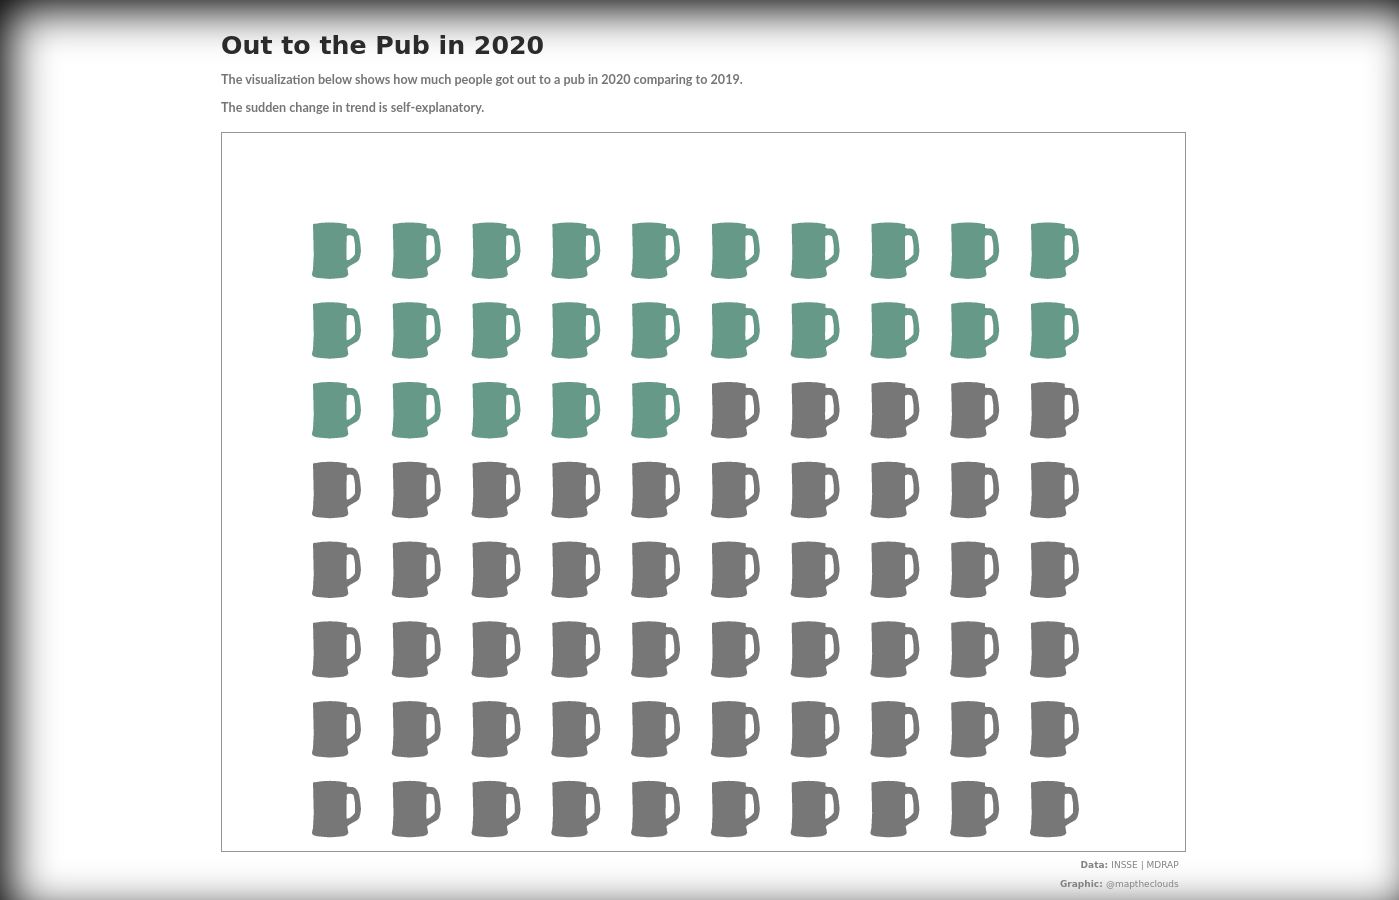 Out to the Pub in 2020
The visualization below shows how much people got out to a pub in 2020 comparing to 2019.
The sudden change in trend is self-explanatory.
Data: INSSE | MDRAP
Graphic: @maptheclouds